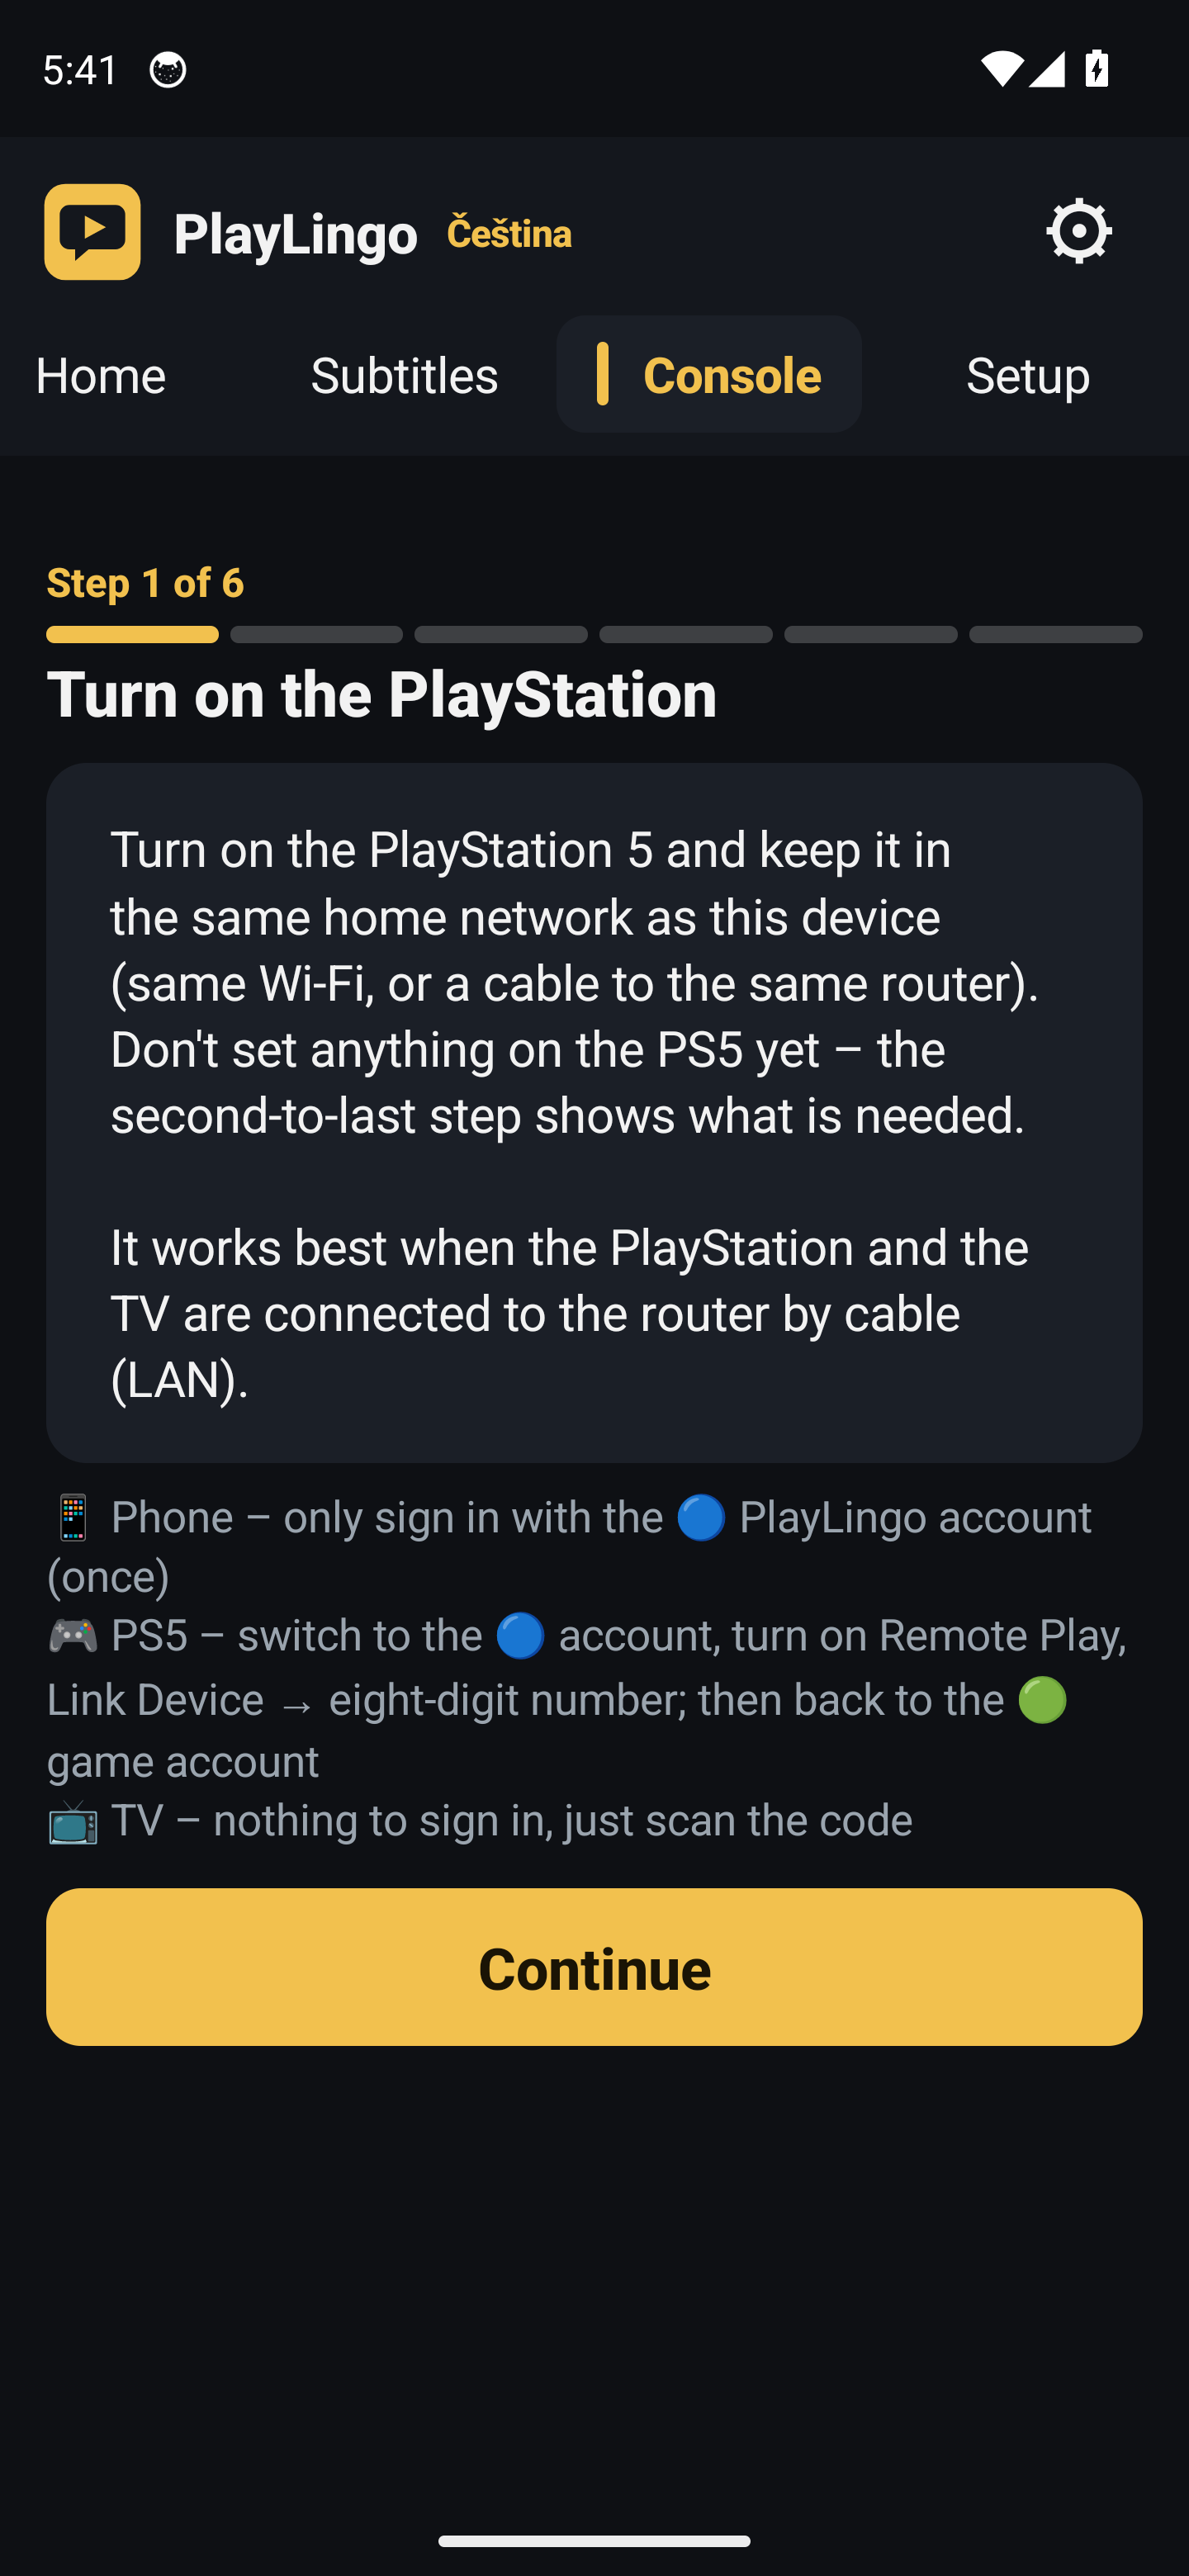 5:41
PlayLingo Čeština
Home Subtitles Console Setup
Step 1 of 6
Turn on the PlayStation
Turn on the PlayStation 5 and keep it in
the same home network as this device
(same Wi-Fi, or a cable to the same router).
Don't set anything on the PS5 yet – the
second-to-last step shows what is needed.
It works best when the PlayStation and the
TV are connected to the router by cable
(LAN).
📱 Phone – only sign in with the 🔵 PlayLingo account
(once)
🎮 PS5 – switch to the 🔵 account, turn on Remote Play,
Link Device → eight-digit number; then back to the 🟢
game account
📺 TV – nothing to sign in, just scan the code
Continue